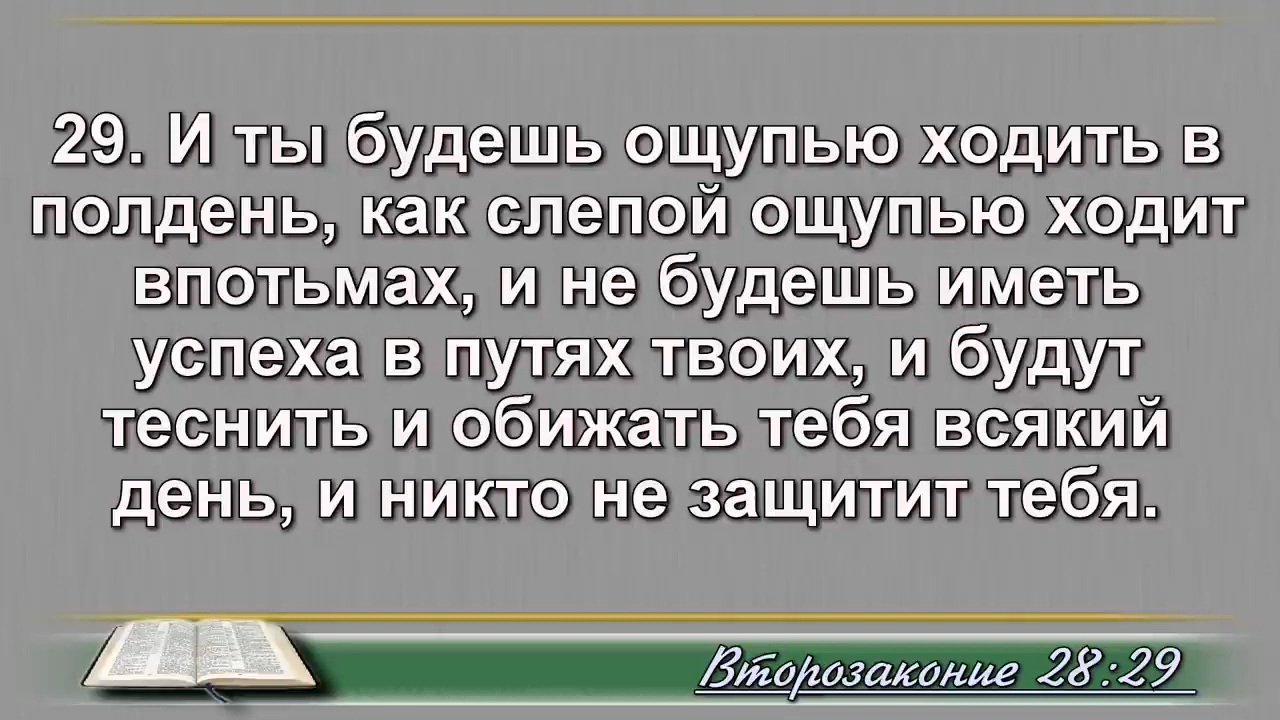 29. И ты будешь ощупью ходить в
полдень, как слепой ощупью ходит
впотьмах, и не будешь иметь
успеха в путях твоих, и будут
теснить и обижать тебя всякий
день, и никто не защитит тебя.
Второзаконие 28:29